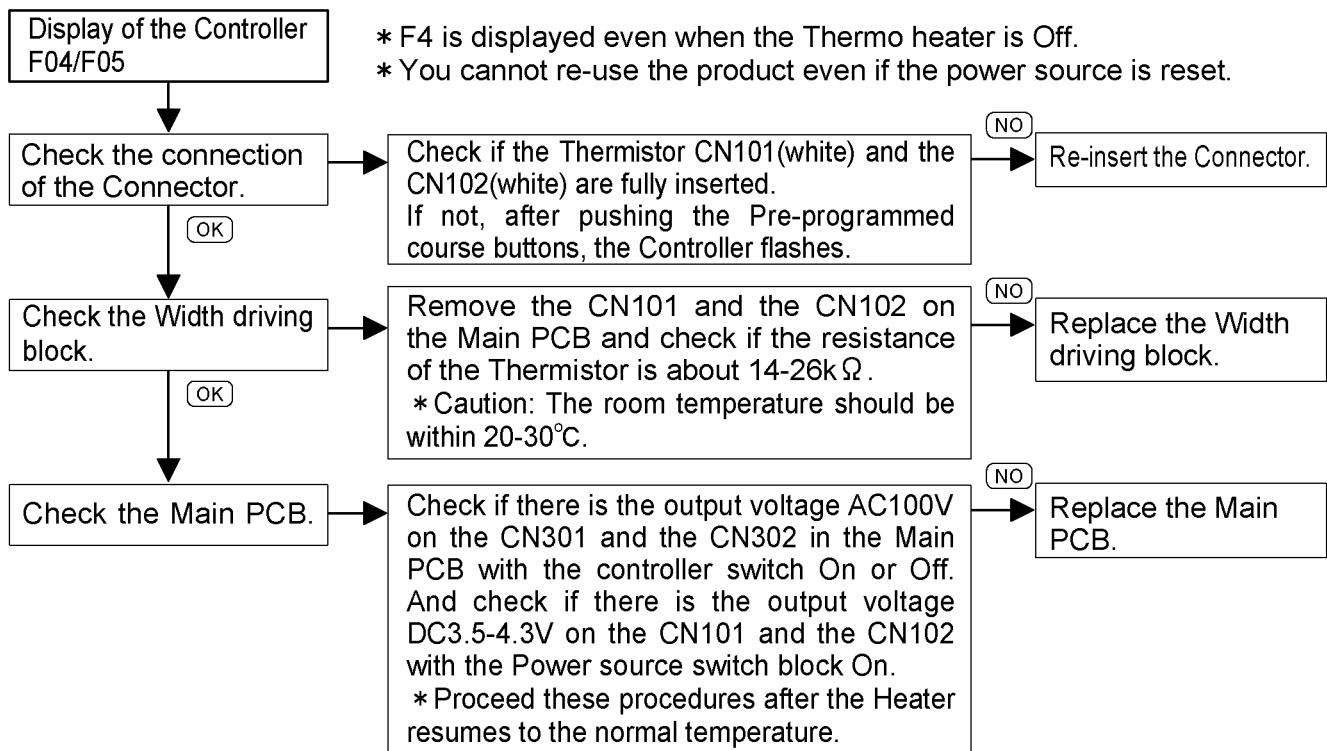 Display of the Controller
F04/F05
* F4 is displayed even when the Thermo heater is Off.
* You cannot re-use the product even if the power source is reset.
Check the connection
of the Connector.
Check if the Thermistor CN101(white) and the
CN102(white) are fully inserted.
If not, after pushing the Pre-programmed
course buttons, the Controller flashes.
NO
Re-insert the Connector.
OK
Check the Width driving
block.
Remove the CN101 and the CN102 on
the Main PCB and check if the resistance
of the Thermistor is about 14-26kΩ.
* Caution: The room temperature should be
within 20-30℃.
NO
Replace the Width
driving block.
OK
Check the Main PCB.
Check if there is the output voltage AC100V
on the CN301 and the CN302 in the Main
PCB with the controller switch On or Off.
And check if there is the output voltage
DC3.5-4.3V on the CN101 and the CN102
with the Power source switch block On.
* Proceed these procedures after the Heater
resumes to the normal temperature.
NO
Replace the Main
PCB.